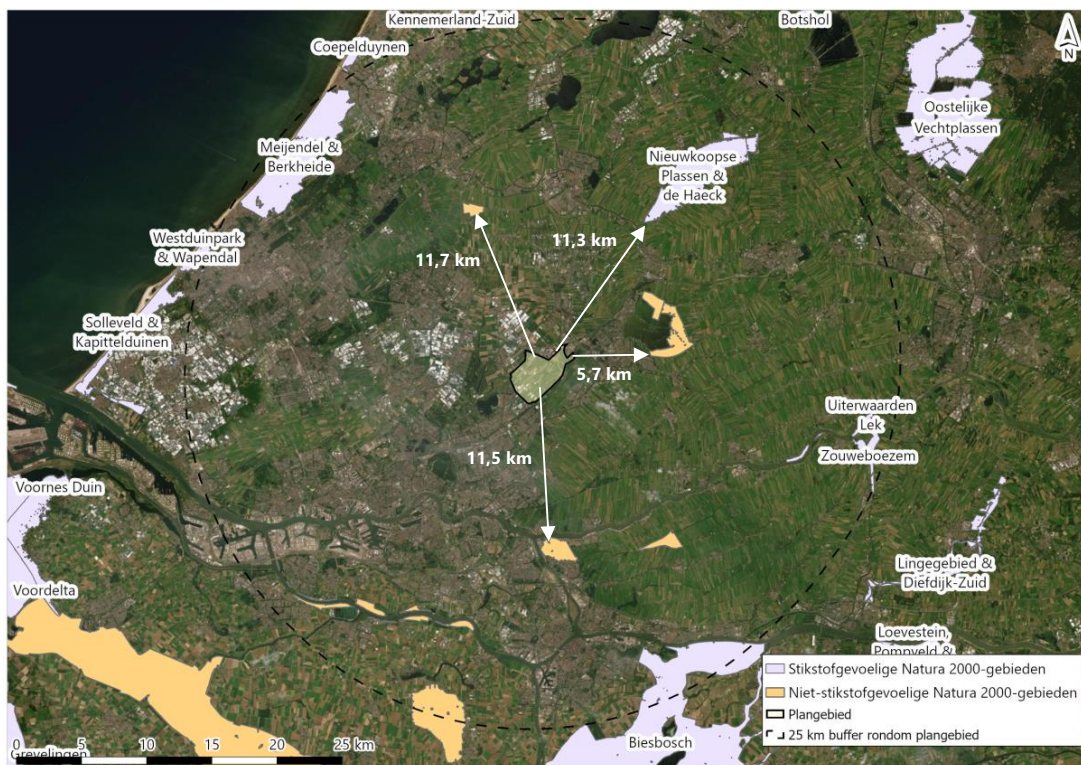 Kennemerland-Zuid
Botshol
Coepelduynen
N
Oostelijke
Vechtplassen
Meijendel &
Berkheide
Nieuwkoopse
Plassen &
de Haeck
11,3 km
11,7 km
Westduinpark
& Wapendal
Solleveld &
Kapittelduinen
5,7 km
Uiterwaarden
Lek
11,5 km
Zouweboezem
Voornes Duin
Lingegebied &
Diefdijk-Zuid
Voordelta
Loevestein,
Pompveld &
Stikstofgevoelige Natura 2000-gebieden
Niet-stikstofgevoelige Natura 2000-gebieden
Plangebied
25 km buffer rondom plangebied
Biesbosch
0 5 10 15 20 25 km
Grevelingen